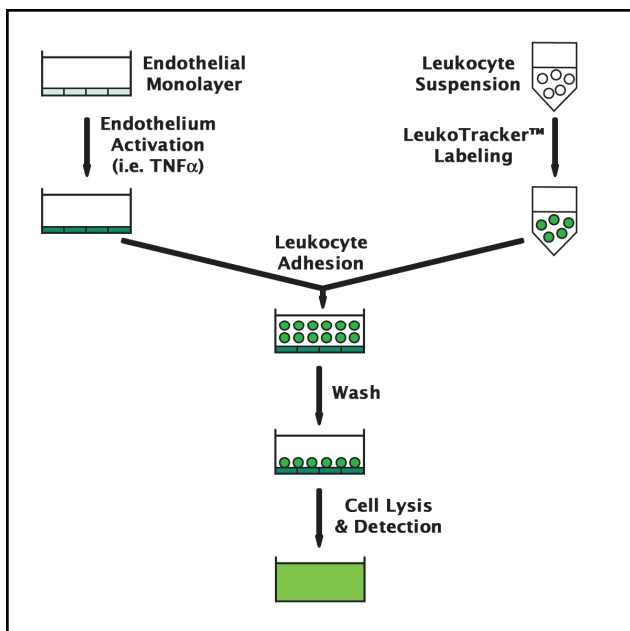 Endothelial
Monolayer
Leukocyte
Suspension
Endothelium
Activation
(i.e. TNFα)
LeukoTracker™
Labeling
Leukocyte
Adhesion
Wash
Cell Lysis
& Detection